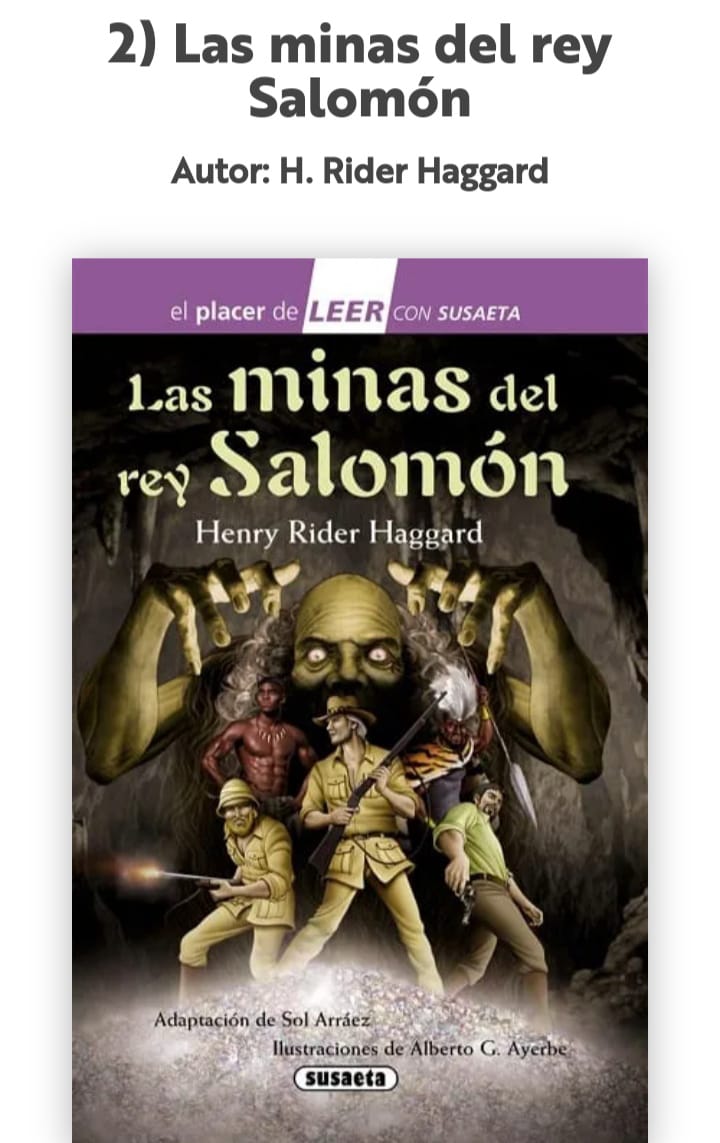 2) Las minas del rey
Salomón
Autor: H. Rider Haggard
el placer de LEER CON SUSAETA
Las minas del
rey Salomón
Henry Rider Haggard
Adaptación de Sol Arráez
Ilustraciones de Alberto G. Ayerbe
susaeta